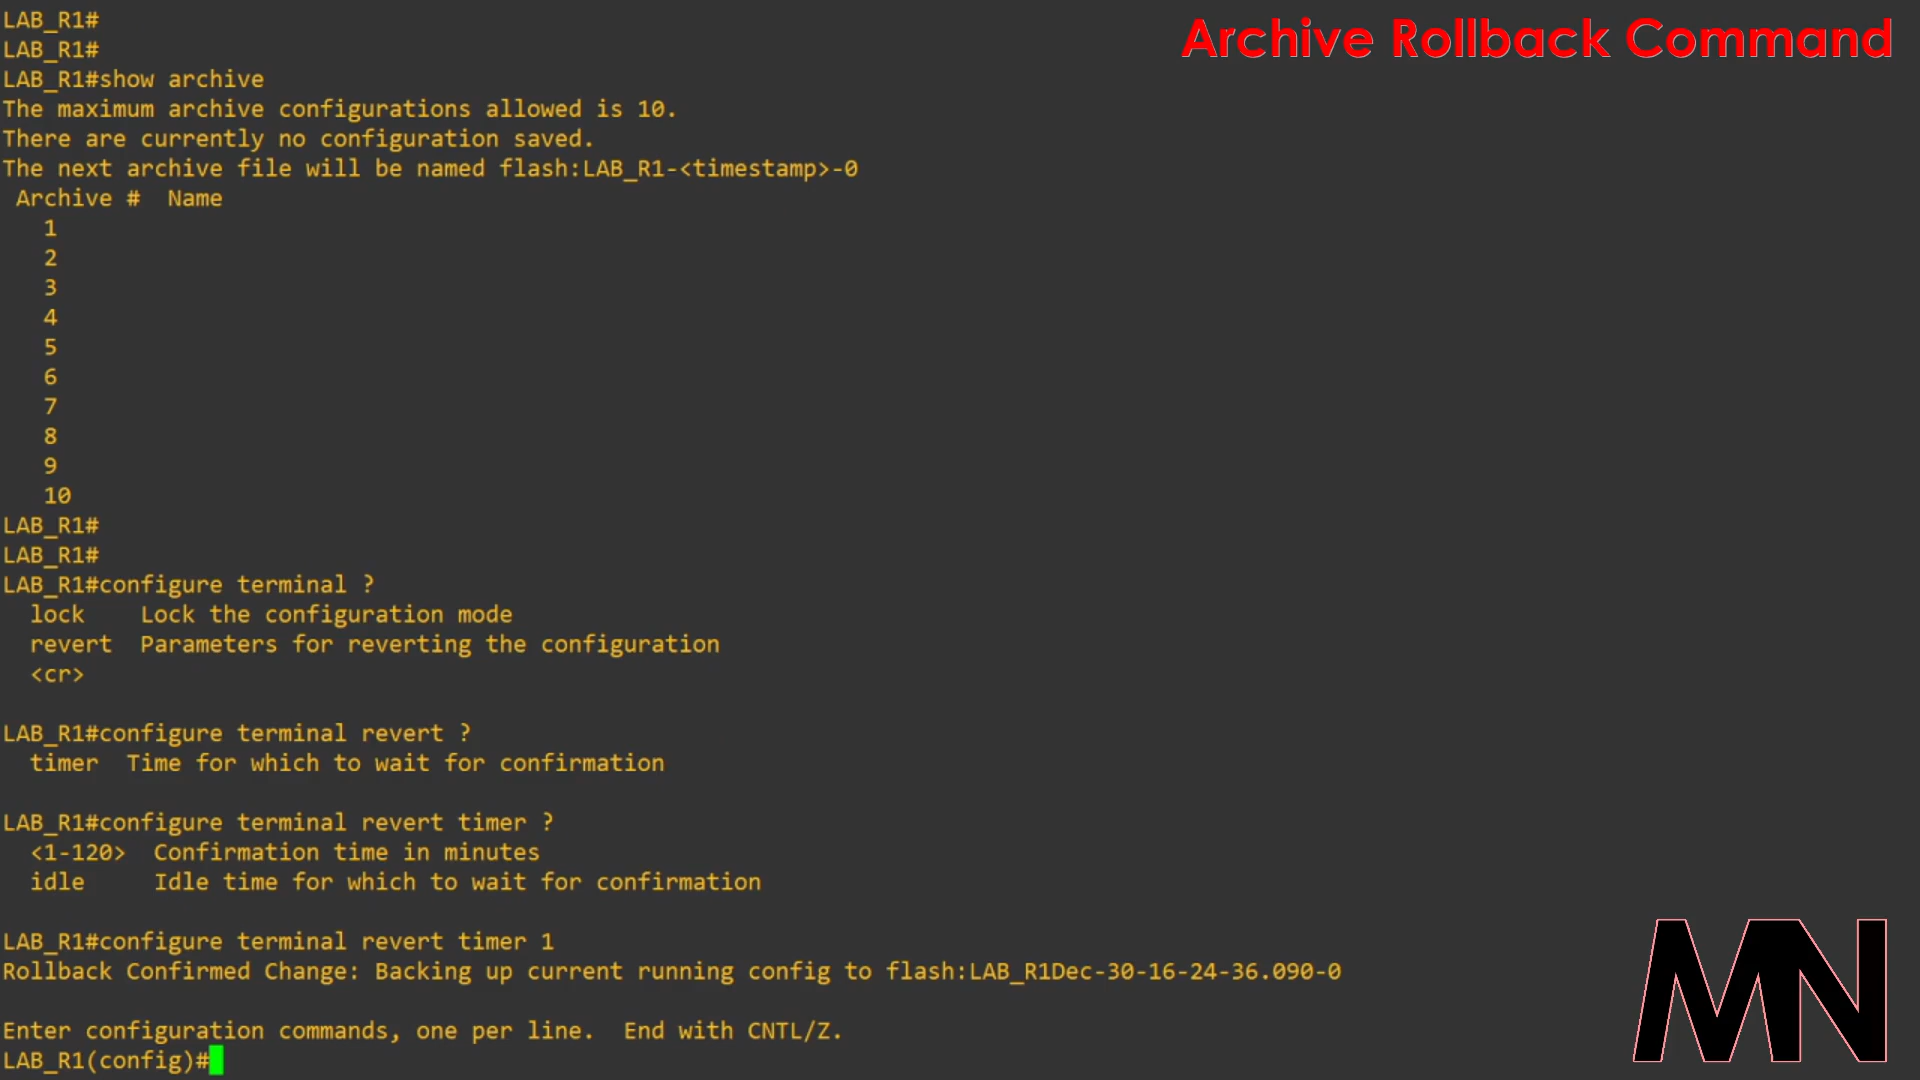 LAB_R1#
Archive Rollback Command
LAB_R1#
LAB_R1#show archive
The maximum archive configurations allowed is 10.
There are currently no configuration saved.
The next archive file will be named flash:LAB_R1-<timestamp>-0
 Archive #  Name
   1
   2
   3
   4
   5
   6
   7
   8
   9
   10
LAB_R1#
LAB_R1#
LAB_R1#configure terminal ?
  lock    Lock the configuration mode
  revert  Parameters for reverting the configuration
  <cr>
LAB_R1#configure terminal revert ?
  timer  Time for which to wait for confirmation
LAB_R1#configure terminal revert timer ?
  <1-120>  Confirmation time in minutes
  idle     Idle time for which to wait for confirmation
LAB_R1#configure terminal revert timer 1
Rollback Confirmed Change: Backing up current running config to flash:LAB_R1Dec-30-16-24-36.090-0
Enter configuration commands, one per line.  End with CNTL/Z.
LAB_R1(config)#
MN